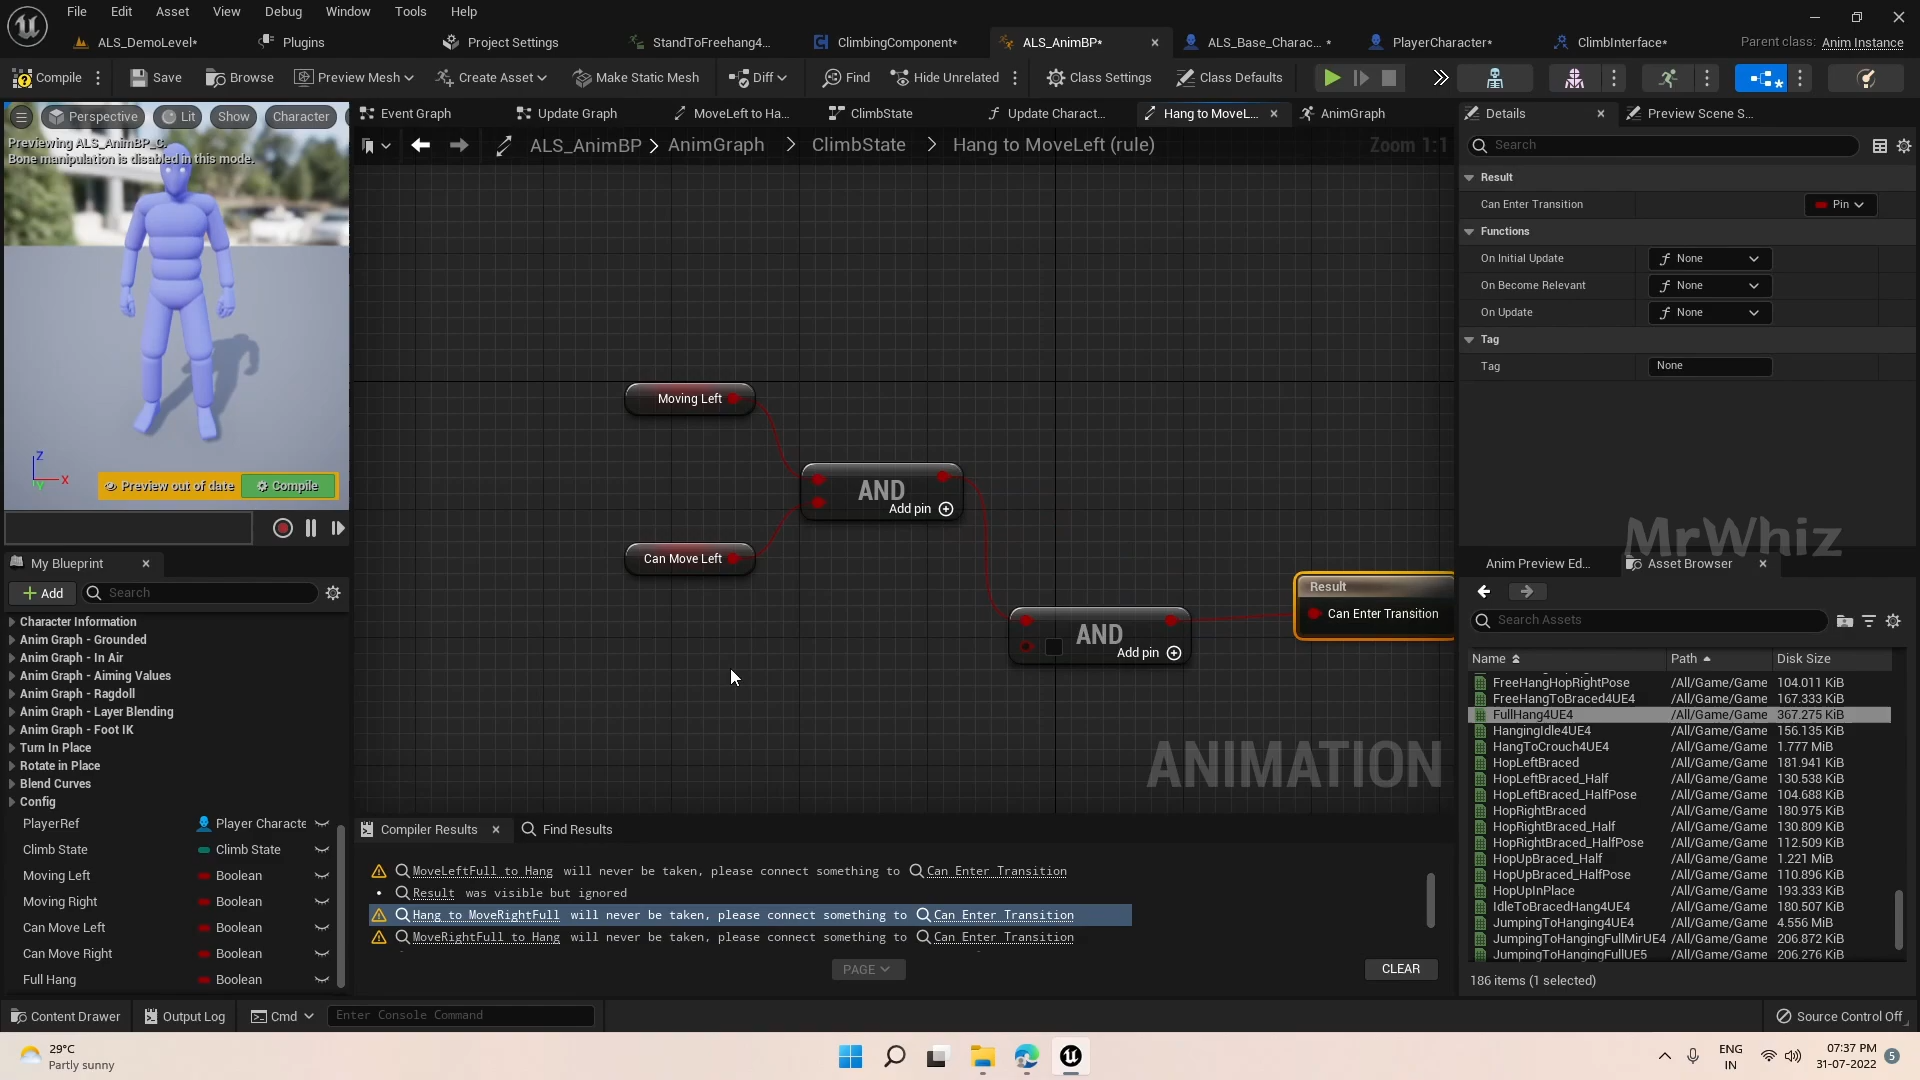 File Edit Asset View Debug Window Tools Help
ALS_DemoLevel* Plugins Project Settings StandToFreehang4... ClimbingComponent* ALS_AnimBP* ALS_Base_Charac... * PlayerCharacter* ClimbInterface* Parent class: Anim Instance
Compile Save Browse Preview Mesh Create Asset Make Static Mesh Diff Find Hide Unrelated Class Settings Class Defaults
Perspective Lit Show Character
Previewing ALS_AnimBP_C.
Bone manipulation is disabled in this mode.
Z
X
Y
Preview out of date Compile
Event Graph Update Graph MoveLeft to Ha... ClimbState Update Charact... Hang to MoveL... AnimGraph
ALS_AnimBP > AnimGraph > ClimbState > Hang to MoveLeft (rule) Zoom 1:1
Moving Left
AND
Add pin
Can Move Left
AND
Add pin
Result
Can Enter Transition
ANIMATION
My Blueprint
Add Search
Character Information
Anim Graph - Grounded
Anim Graph - In Air
Anim Graph - Aiming Values
Anim Graph - Ragdoll
Anim Graph - Layer Blending
Anim Graph - Foot IK
Turn In Place
Rotate in Place
Blend Curves
Config
PlayerRef Player Characte
Climb State Climb State
Moving Left Boolean
Moving Right Boolean
Can Move Left Boolean
Can Move Right Boolean
Full Hang Boolean
Compiler Results Find Results
MoveLeftFull to Hang will never be taken, please connect something to Can Enter Transition
• Result was visible but ignored
Hang to MoveRightFull will never be taken, please connect something to Can Enter Transition
MoveRightFull to Hang will never be taken, please connect something to Can Enter Transition
PAGE CLEAR
Details Preview Scene S...
Search
Result
Can Enter Transition Pin
Functions
On Initial Update None
On Become Relevant None
On Update None
Tag
Tag None
MrWhiz
Anim Preview Ed... Asset Browser
Search Assets
Name Path Disk Size
FreeHangHopRightPose /All/Game/Game 104.011 KiB
FreeHangToBraced4UE4 /All/Game/Game 167.333 KiB
FullHang4UE4 /All/Game/Game 367.275 KiB
HangingIdle4UE4 /All/Game/Game 156.135 KiB
HangToCrouch4UE4 /All/Game/Game 1.777 MiB
HopLeftBraced /All/Game/Game 181.941 KiB
HopLeftBraced_Half /All/Game/Game 130.538 KiB
HopLeftBraced_HalfPose /All/Game/Game 104.688 KiB
HopRightBraced /All/Game/Game 180.975 KiB
HopRightBraced_Half /All/Game/Game 130.809 KiB
HopRightBraced_HalfPose /All/Game/Game 112.509 KiB
HopUpBraced_Half /All/Game/Game 1.221 MiB
HopUpBraced_HalfPose /All/Game/Game 110.896 KiB
HopUpInPlace /All/Game/Game 193.333 KiB
IdleToBracedHang4UE4 /All/Game/Game 180.507 KiB
JumpingToHanging4UE4 /All/Game/Game 4.556 MiB
JumpingToHangingFullMirUE4 /All/Game/Game 206.872 KiB
JumpingToHangingFullUE5 /All/Game/Game 206.276 KiB
186 items (1 selected)
Content Drawer Output Log Cmd Enter Console Command Source Control Off
29°C
Partly sunny
ENG
IN
07:37 PM
31-07-2022
5